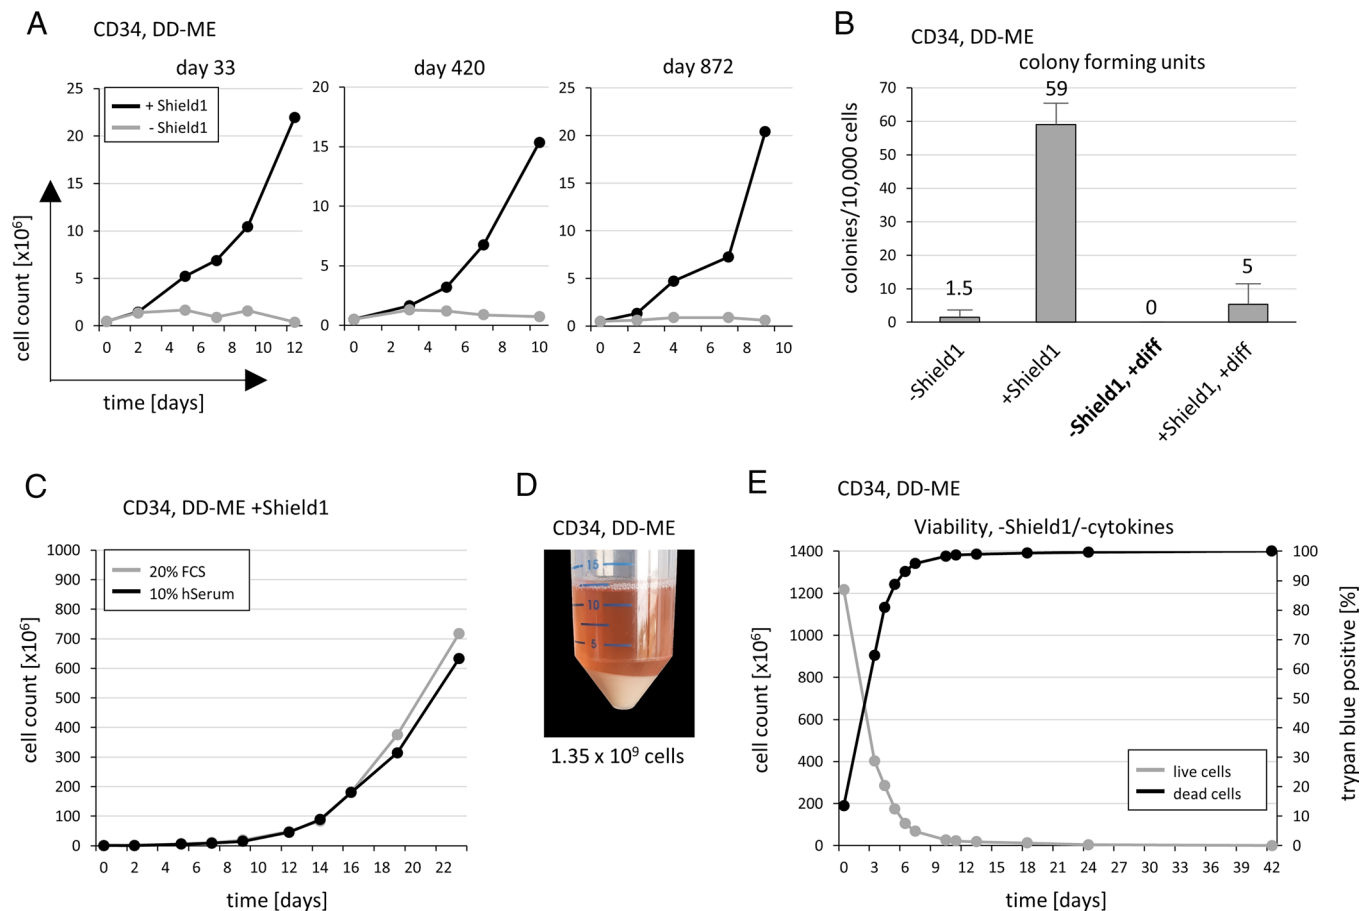 A
CD34, DD-ME
day 33
day 420
day 872
25
20
15
10
5
0
+ Shield1
- Shield1
0 2 4 6 8 10 12
20
15
10
5
0
0 2 4 6 8 10
25
20
15
10
5
0
0 2 4 6 8 10
cell count [x10⁶]
time [days]
B
CD34, DD-ME
colony forming units
colonies/10,000 cells
70
60
50
40
30
20
10
0
1.5
59
0
5
-Shield1
+Shield1
-Shield1, +diff
+Shield1, +diff
C
CD34, DD-ME +Shield1
cell count [x10⁶]
1000
900
800
700
600
500
400
300
200
100
0
20% FCS
10% hSerum
0 2 4 6 8 10 12 14 16 18 20 22
time [days]
D
CD34, DD-ME
15
10
5
1.35 x 10⁹ cells
E
CD34, DD-ME
Viability, -Shield1/-cytokines
cell count [x10⁶]
1400
1200
1000
800
600
400
200
0
live cells
dead cells
100
90
80
70
60
50
40
30
20
10
0
trypan blue positive [%]
0 3 6 9 12 15 18 21 24 27 30 33 36 39 42
time [days]